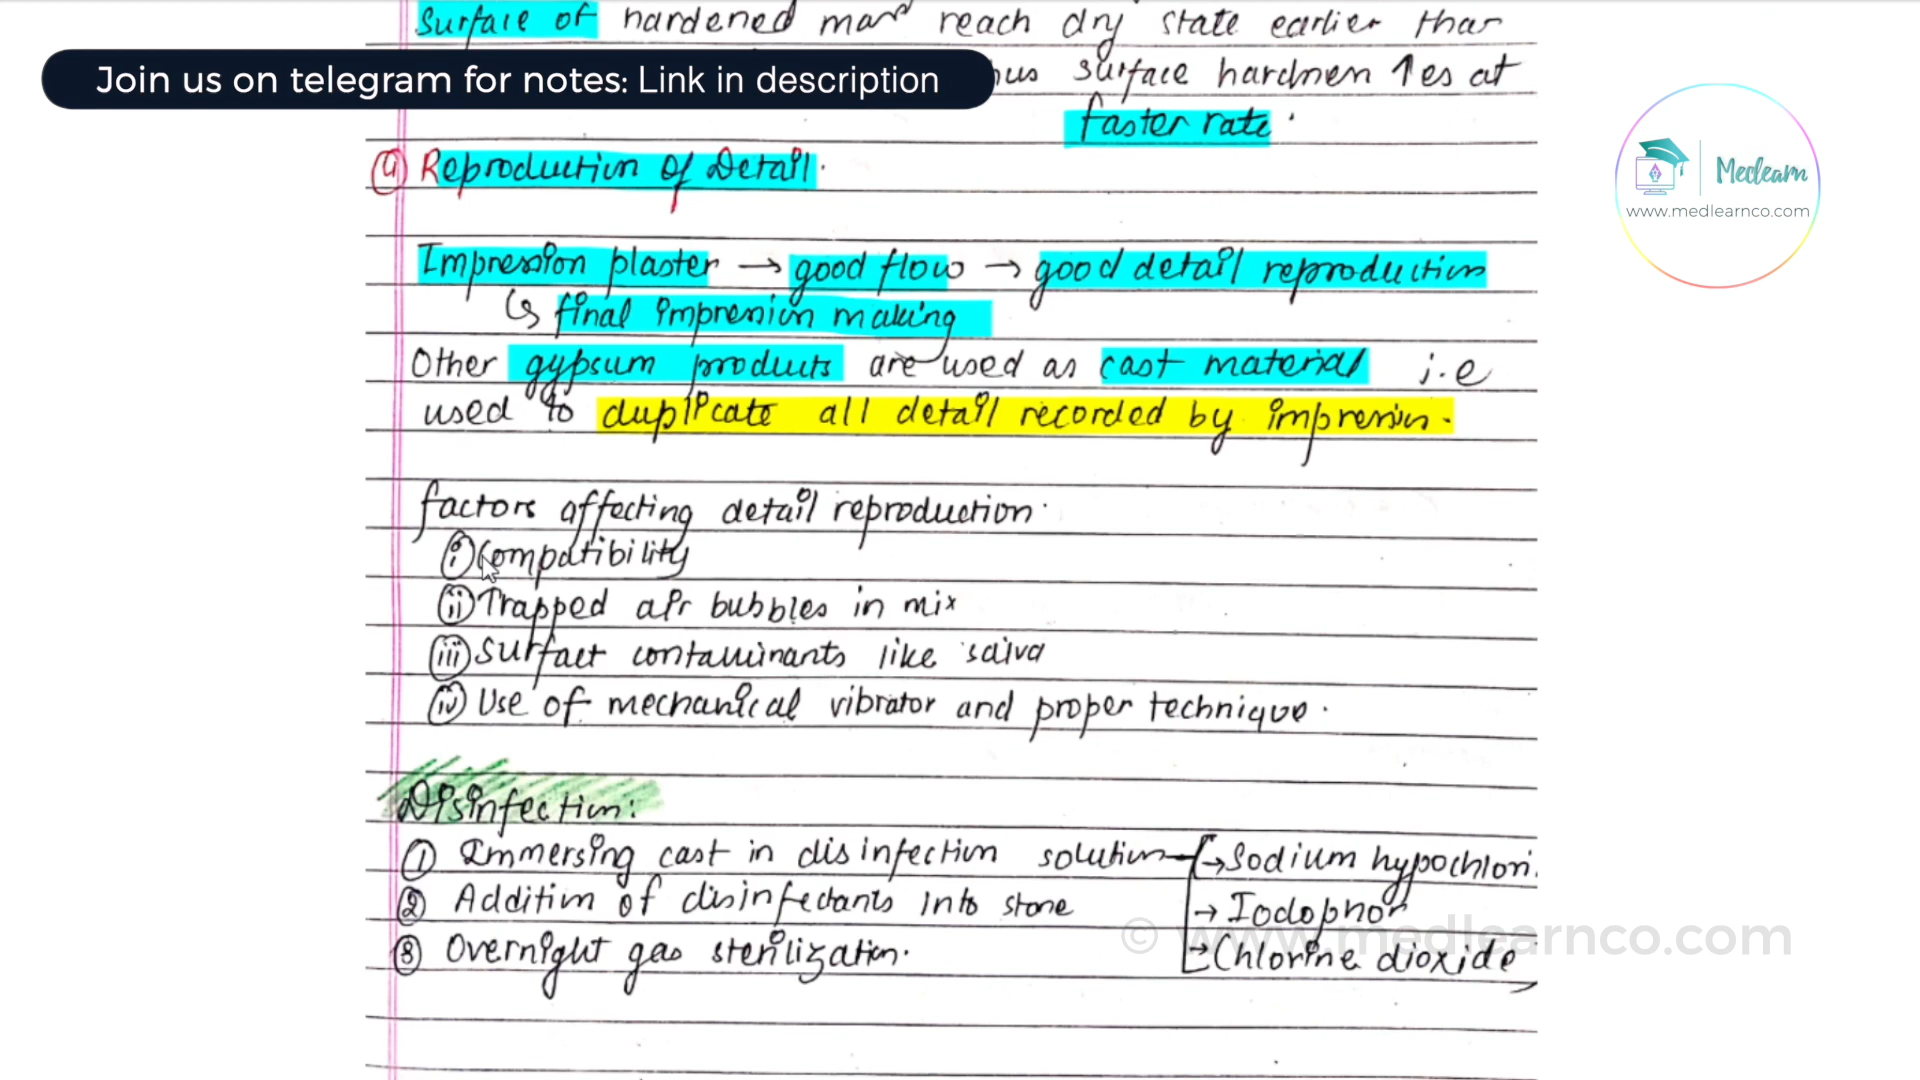 Surface of hardened mass reach dry state earlier than
Join us on telegram for notes: Link in description
hus surface hardness ↑es at
faster rate.
④ Reproduction of Detail.
Impression plaster → good flow → good detail reproduction
↳ final impression making
Other gypsum products are used as cast material i.e
used to duplicate all detail recorded by impression.
factors affecting detail reproduction.
ⓘ Compatibility
ⓘⓘ Trapped air bubbles in mix
ⓘⓘⓘ Surfact contaminants like saliva
ⓘⓥ Use of mechanical vibrator and proper technique.
Disinfection:
① Immersing cast in disinfection solution → Sodium hypochlori.
② Addition of disinfectants into stone → Iodophor
③ Overnight gas sterilization. → Chlorine dioxide
Medlearn
www.medlearnco.com
© www.medlearnco.com